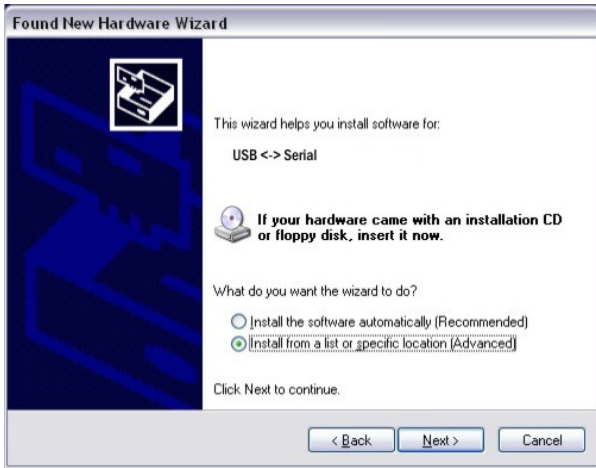 Found New Hardware Wizard
This wizard helps you install software for:
USB <-> Serial
If your hardware came with an installation CD
or floppy disk, insert it now.
What do you want the wizard to do?
Install the software automatically (Recommended)
Install from a list or specific location (Advanced)
Click Next to continue.
< Back
Next >
Cancel